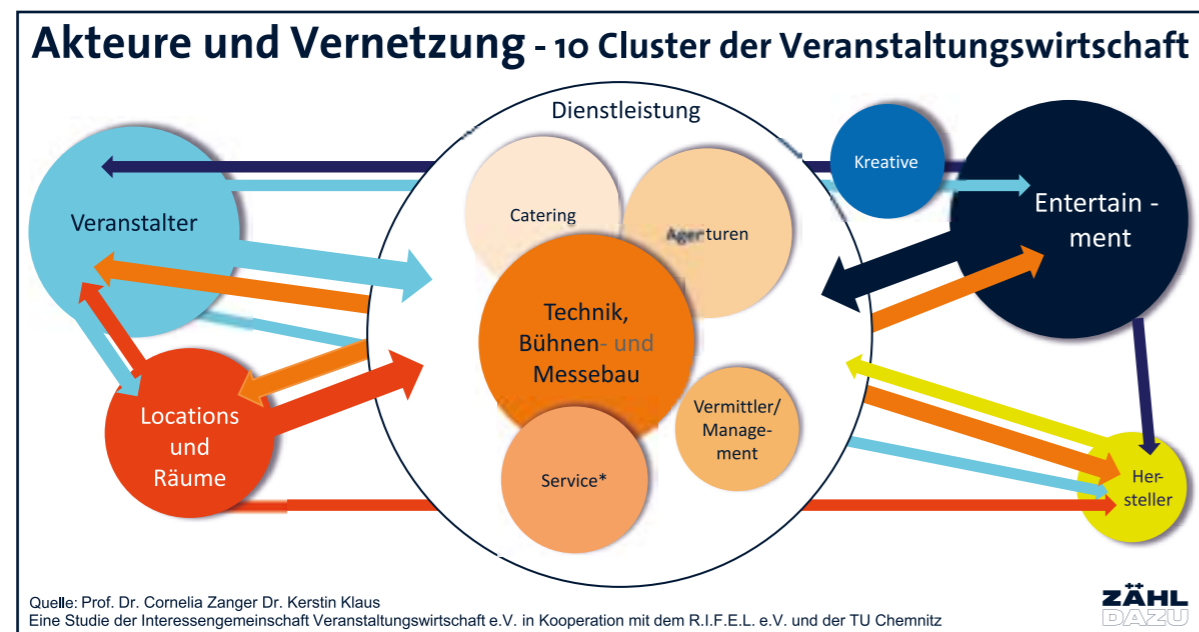 Akteure und Vernetzung - 10 Cluster der Veranstaltungswirtschaft
Dienstleistung
Kreative
Entertain -
ment
Veranstalter
Catering
Agenturen
Technik,
Bühnen- und
Messebau
Locations
und
Räume
Vermittler/
Manage-
ment
Service*
Her-
steller
Quelle: Prof. Dr. Cornelia Zanger Dr. Kerstin Klaus
Eine Studie der Interessengemeinschaft Veranstaltungswirtschaft e.V. in Kooperation mit dem R.I.F.E.L. e.V. und der TU Chemnitz
ZÄHL
DAZU